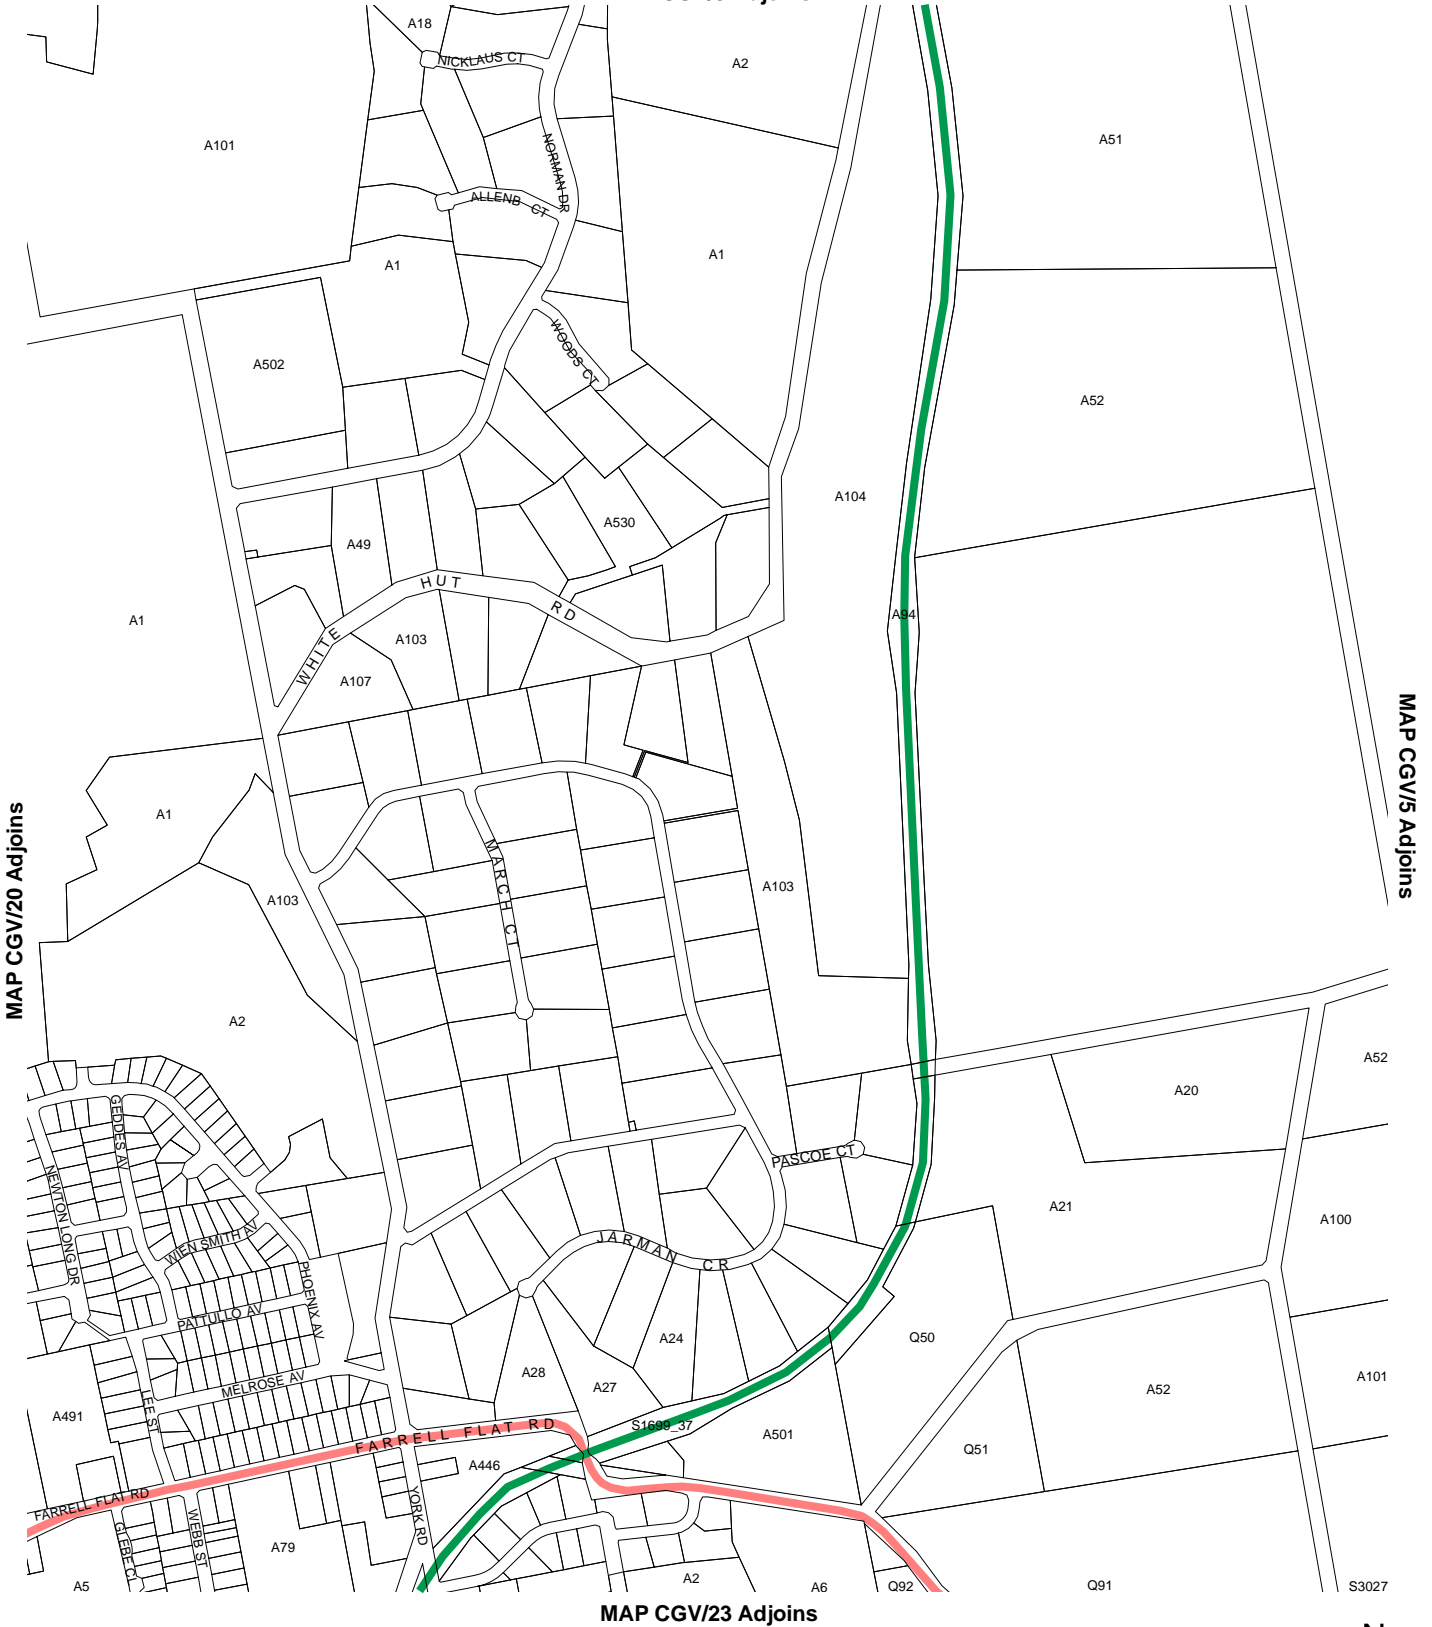 A18
NICKLAUS CT
A2
A101
NORMAN DR
A51
ALLENB CT
A1
A1
WOODS CT
A502
A52
A104
A530
A49
HUT
RD
A94
A1
WHITE
A103
A107
MAP CGV/5 Adjoins
MAP CGV/20 Adjoins
A1
MARCH CT
A103
A103
A2
A52
A20
GEDDES AV
PASCOE CT
NEWTON LONG DR
A21
A100
WIEN SMITH AV
JARMAN
CR
PHOENIX AV
PATTULLO AV
A24
Q50
A28
A27
MELROSE AV
A52
A101
LEE ST
A491
S1699_37
FARRELL FLAT RD
A501
Q51
A446
FARRELL FLAT RD
YORK RD
WEBB ST
A79
A5
A2
A6
Q92
Q91
S3027
MAP CGV/23 Adjoins